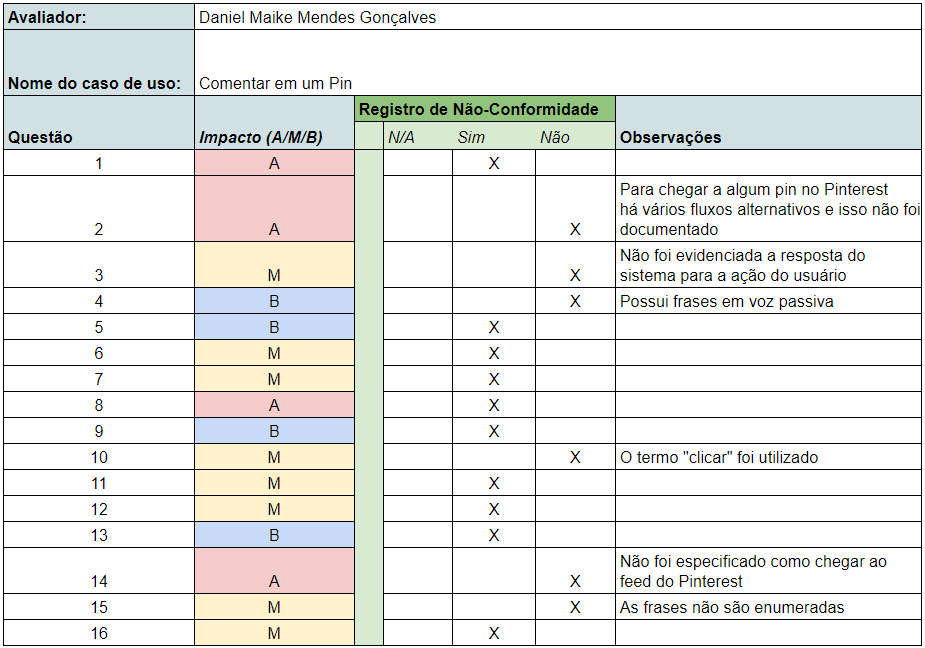 Avaliador: Daniel Maike Mendes Gonçalves
Nome do caso de uso: Comentar em um Pin
Registro de Não-Conformidade
Questão Impacto (A/M/B) N/A Sim Não Observações
1 A X
Para chegar a algum pin no Pinterest
há vários fluxos alternativos e isso não foi
2 A X documentado
Não foi evidenciada a resposta do
3 M X sistema para a ação do usuário
4 B X Possui frases em voz passiva
5 B X
6 M X
7 M X
8 A X
9 B X
10 M X O termo "clicar" foi utilizado
11 M X
12 M X
13 B X
Não foi especificado como chegar ao
14 A X feed do Pinterest
15 M X As frases não são enumeradas
16 M X